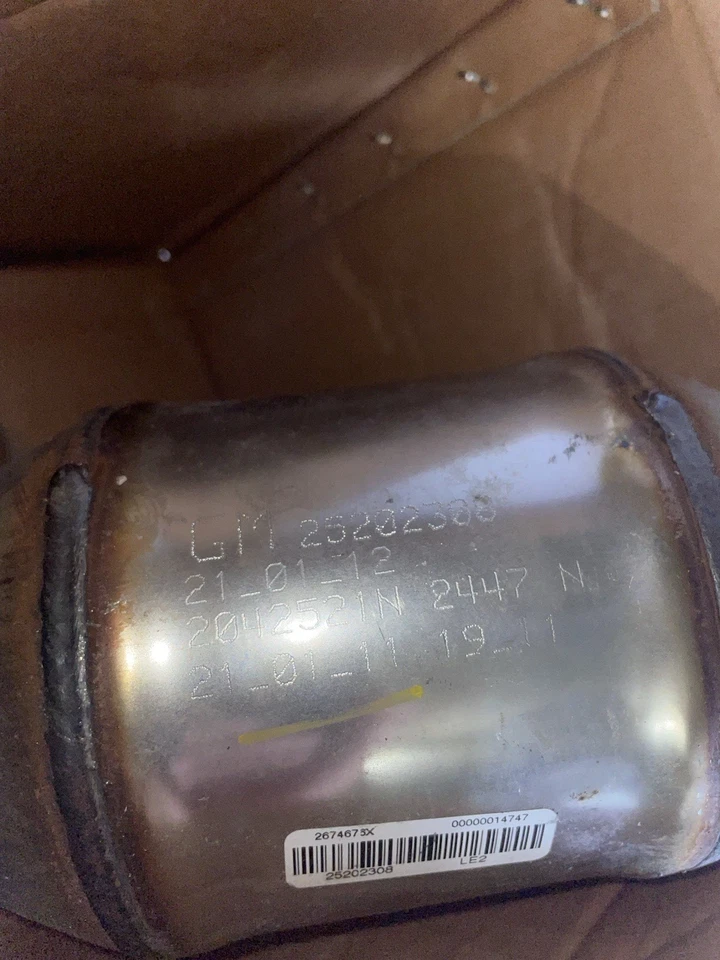 GM 25202308
21_01_12
2042521N 2447 N
21_01_11 19_11
2674675X 00000014747
25202308 LE2